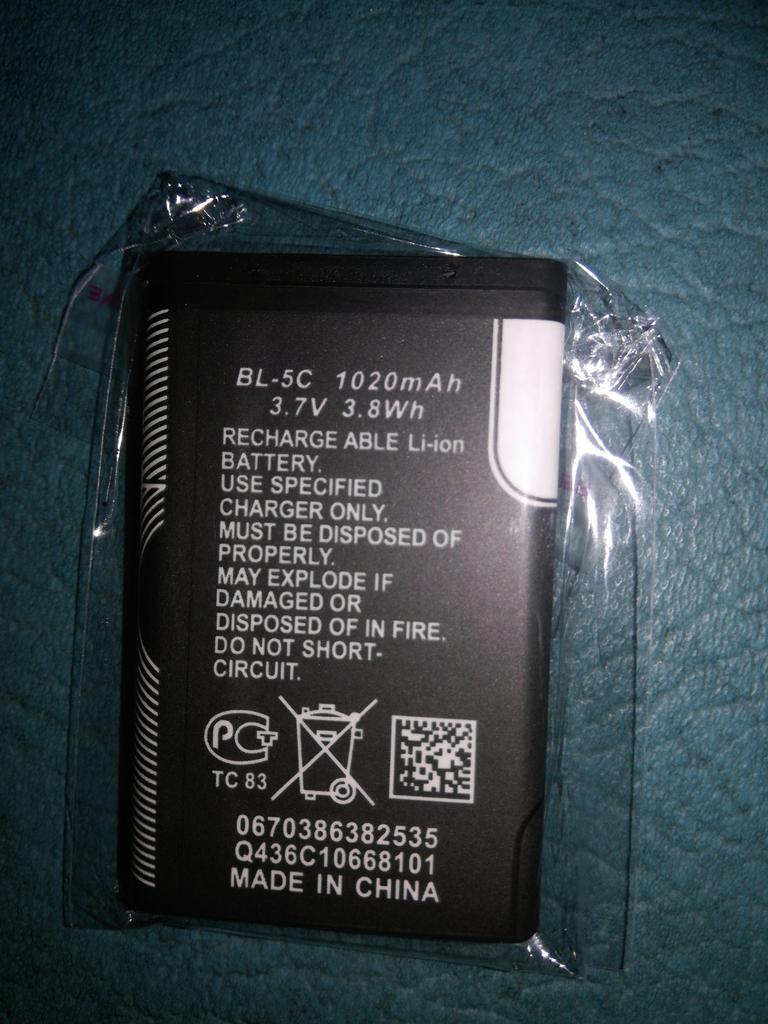 BL-5C 1020mAh
3.7V 3.8Wh
RECHARGE ABLE Li-ion
BATTERY.
USE SPECIFIED
CHARGER ONLY.
MUST BE DISPOSED OF
PROPERLY.
MAY EXPLODE IF
DAMAGED OR
DISPOSED OF IN FIRE.
DO NOT SHORT-
CIRCUIT.
TC 83
0670386382535
Q436C10668101
MADE IN CHINA